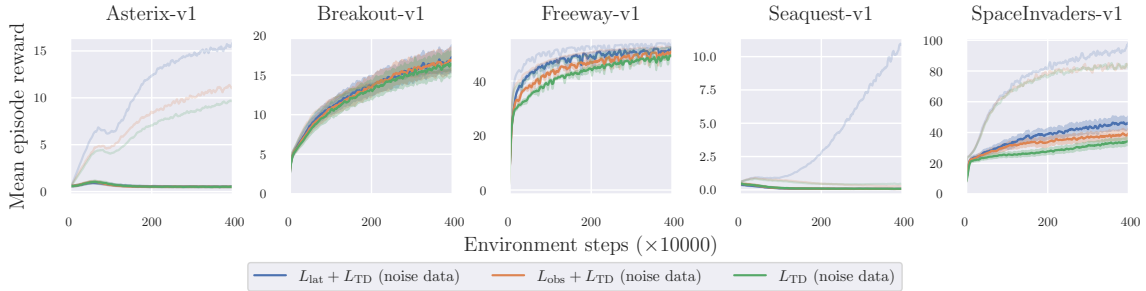 Asterix-v1 Breakout-v1 Freeway-v1 Seaquest-v1 SpaceInvaders-v1
Mean episode reward
15
10
5
0
0 200 400
20
15
10
5
0
0 200 400
40
20
0
0 200 400
10.0
7.5
5.0
2.5
0.0
0 200 400
100
80
60
40
20
0
0 200 400
Environment steps (×10000)
L_lat + L_TD (noise data) L_obs + L_TD (noise data) L_TD (noise data)